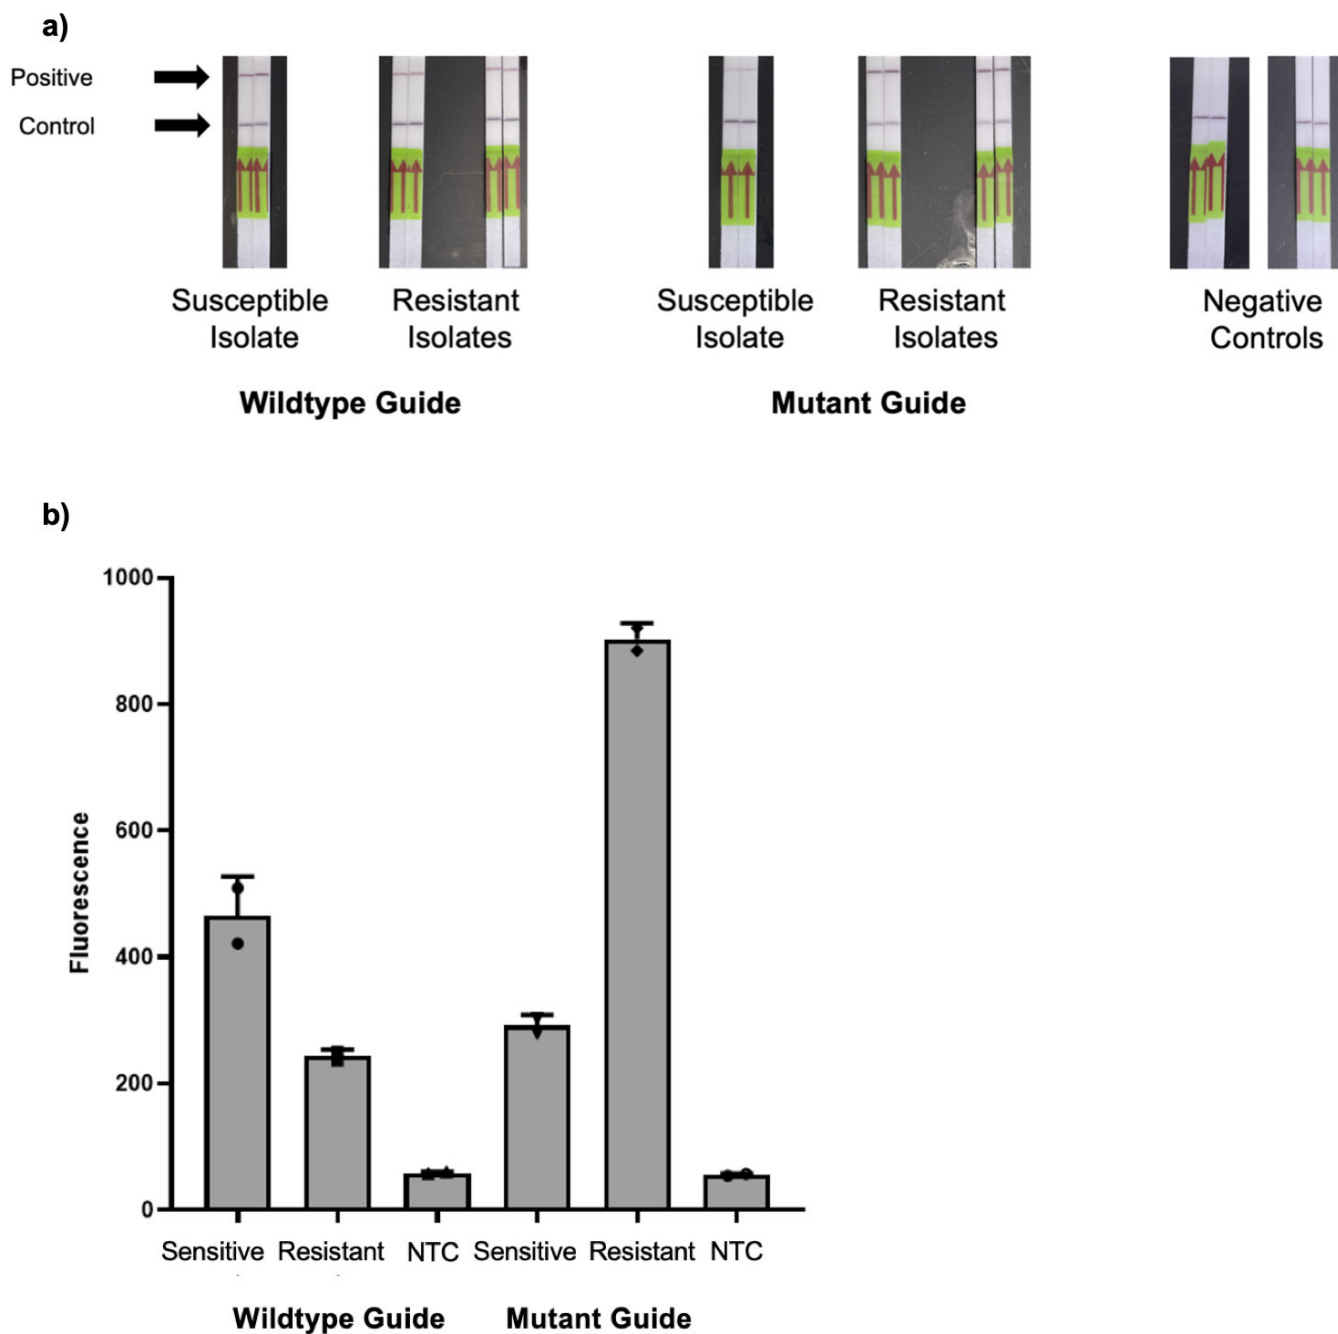 a)
Positive
Control
Susceptible
Isolate
Resistant
Isolates
Wildtype Guide
Susceptible
Isolate
Resistant
Isolates
Mutant Guide
Negative
Controls
b)
1000
800
600
400
200
0
Fluorescence
Sensitive Resistant NTC Sensitive Resistant NTC
Wildtype Guide Mutant Guide